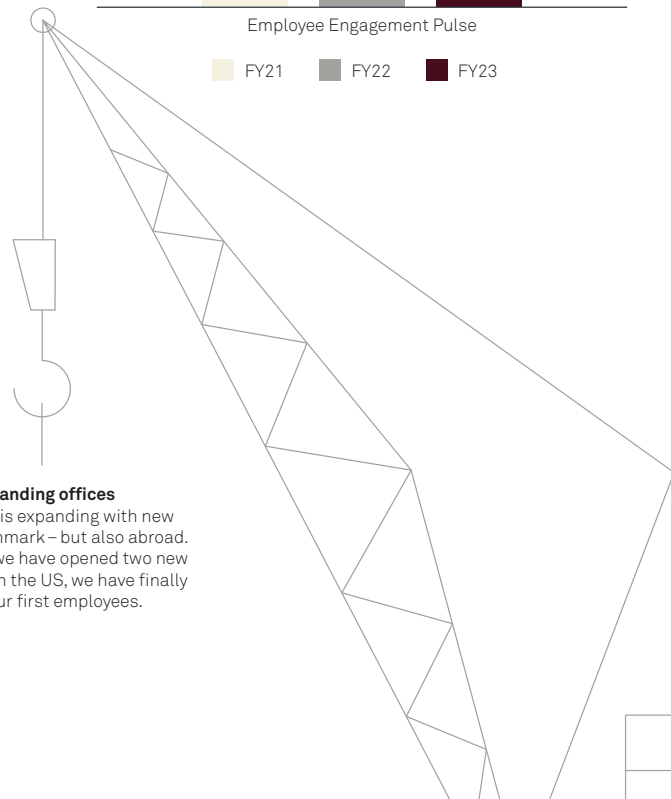 Employee Engagement Pulse
FY21 FY22 FY23
anding offices
is expanding with new
nmark – but also abroad.
we have opened two new
n the US, we have finally
ur first employees.